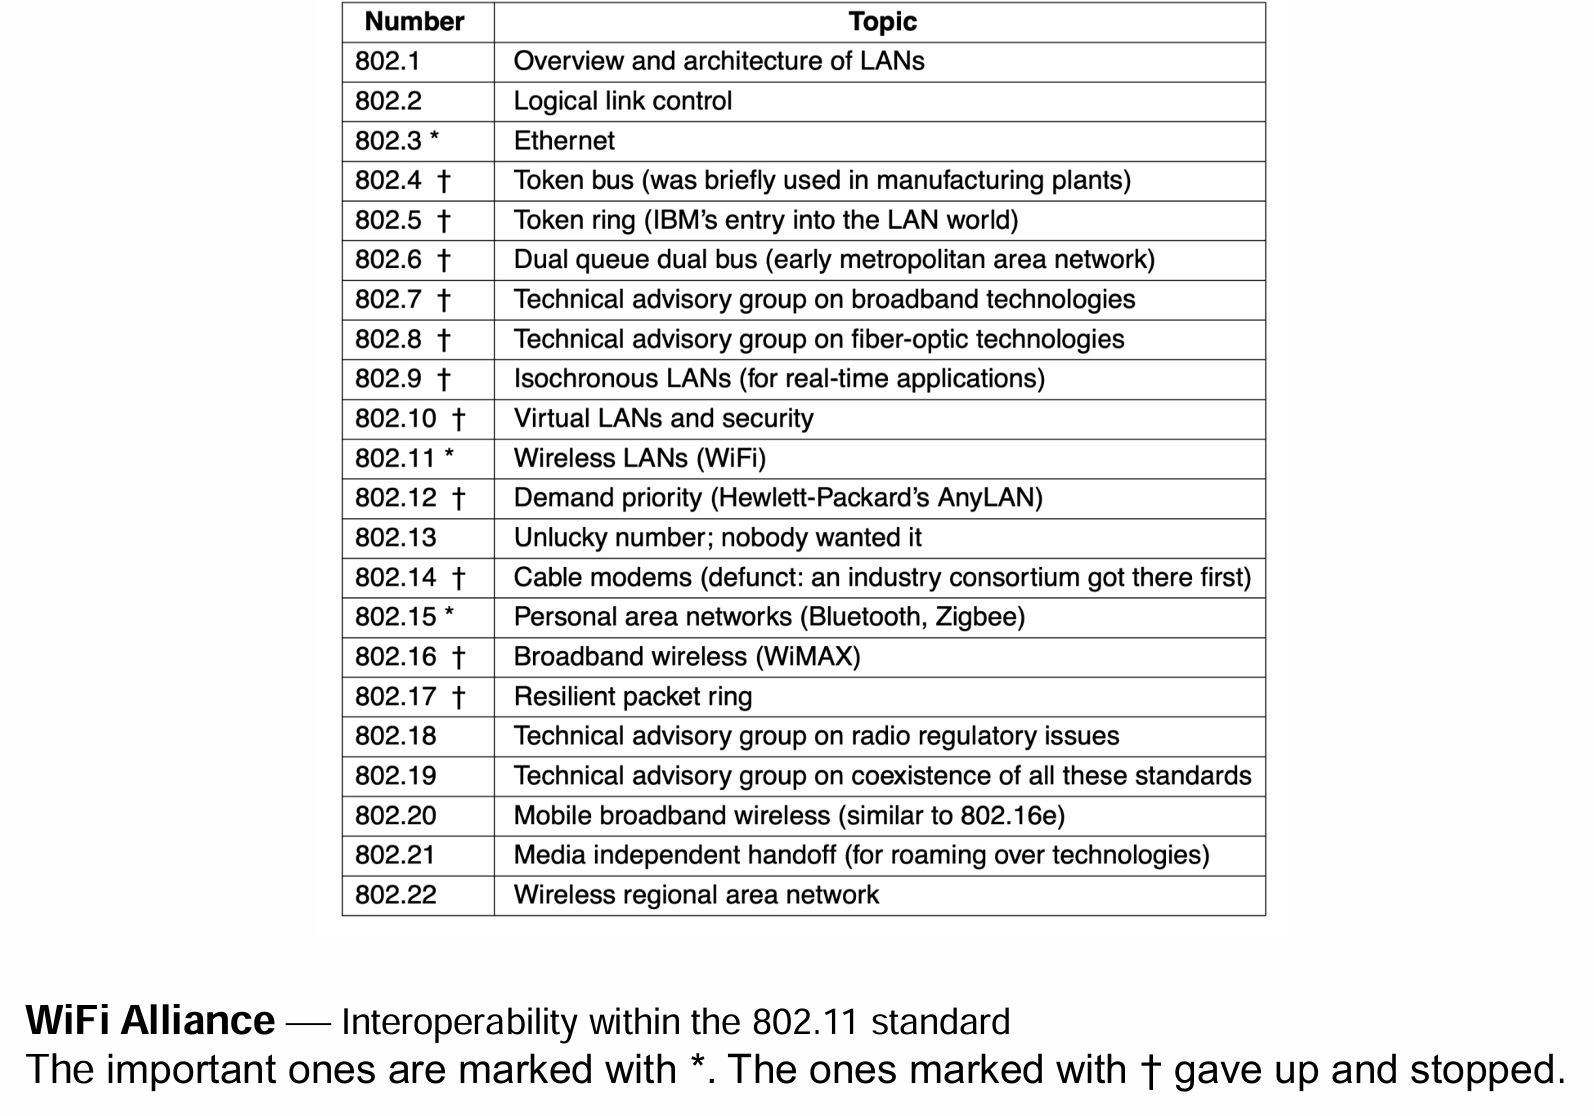 Number Topic
802.1 Overview and architecture of LANs
802.2 Logical link control
802.3 * Ethernet
802.4 † Token bus (was briefly used in manufacturing plants)
802.5 † Token ring (IBM’s entry into the LAN world)
802.6 † Dual queue dual bus (early metropolitan area network)
802.7 † Technical advisory group on broadband technologies
802.8 † Technical advisory group on fiber-optic technologies
802.9 † Isochronous LANs (for real-time applications)
802.10 † Virtual LANs and security
802.11 * Wireless LANs (WiFi)
802.12 † Demand priority (Hewlett-Packard’s AnyLAN)
802.13 Unlucky number; nobody wanted it
802.14 † Cable modems (defunct: an industry consortium got there first)
802.15 * Personal area networks (Bluetooth, Zigbee)
802.16 † Broadband wireless (WiMAX)
802.17 † Resilient packet ring
802.18 Technical advisory group on radio regulatory issues
802.19 Technical advisory group on coexistence of all these standards
802.20 Mobile broadband wireless (similar to 802.16e)
802.21 Media independent handoff (for roaming over technologies)
802.22 Wireless regional area network
WiFi Alliance — Interoperability within the 802.11 standard
The important ones are marked with *. The ones marked with † gave up and stopped.